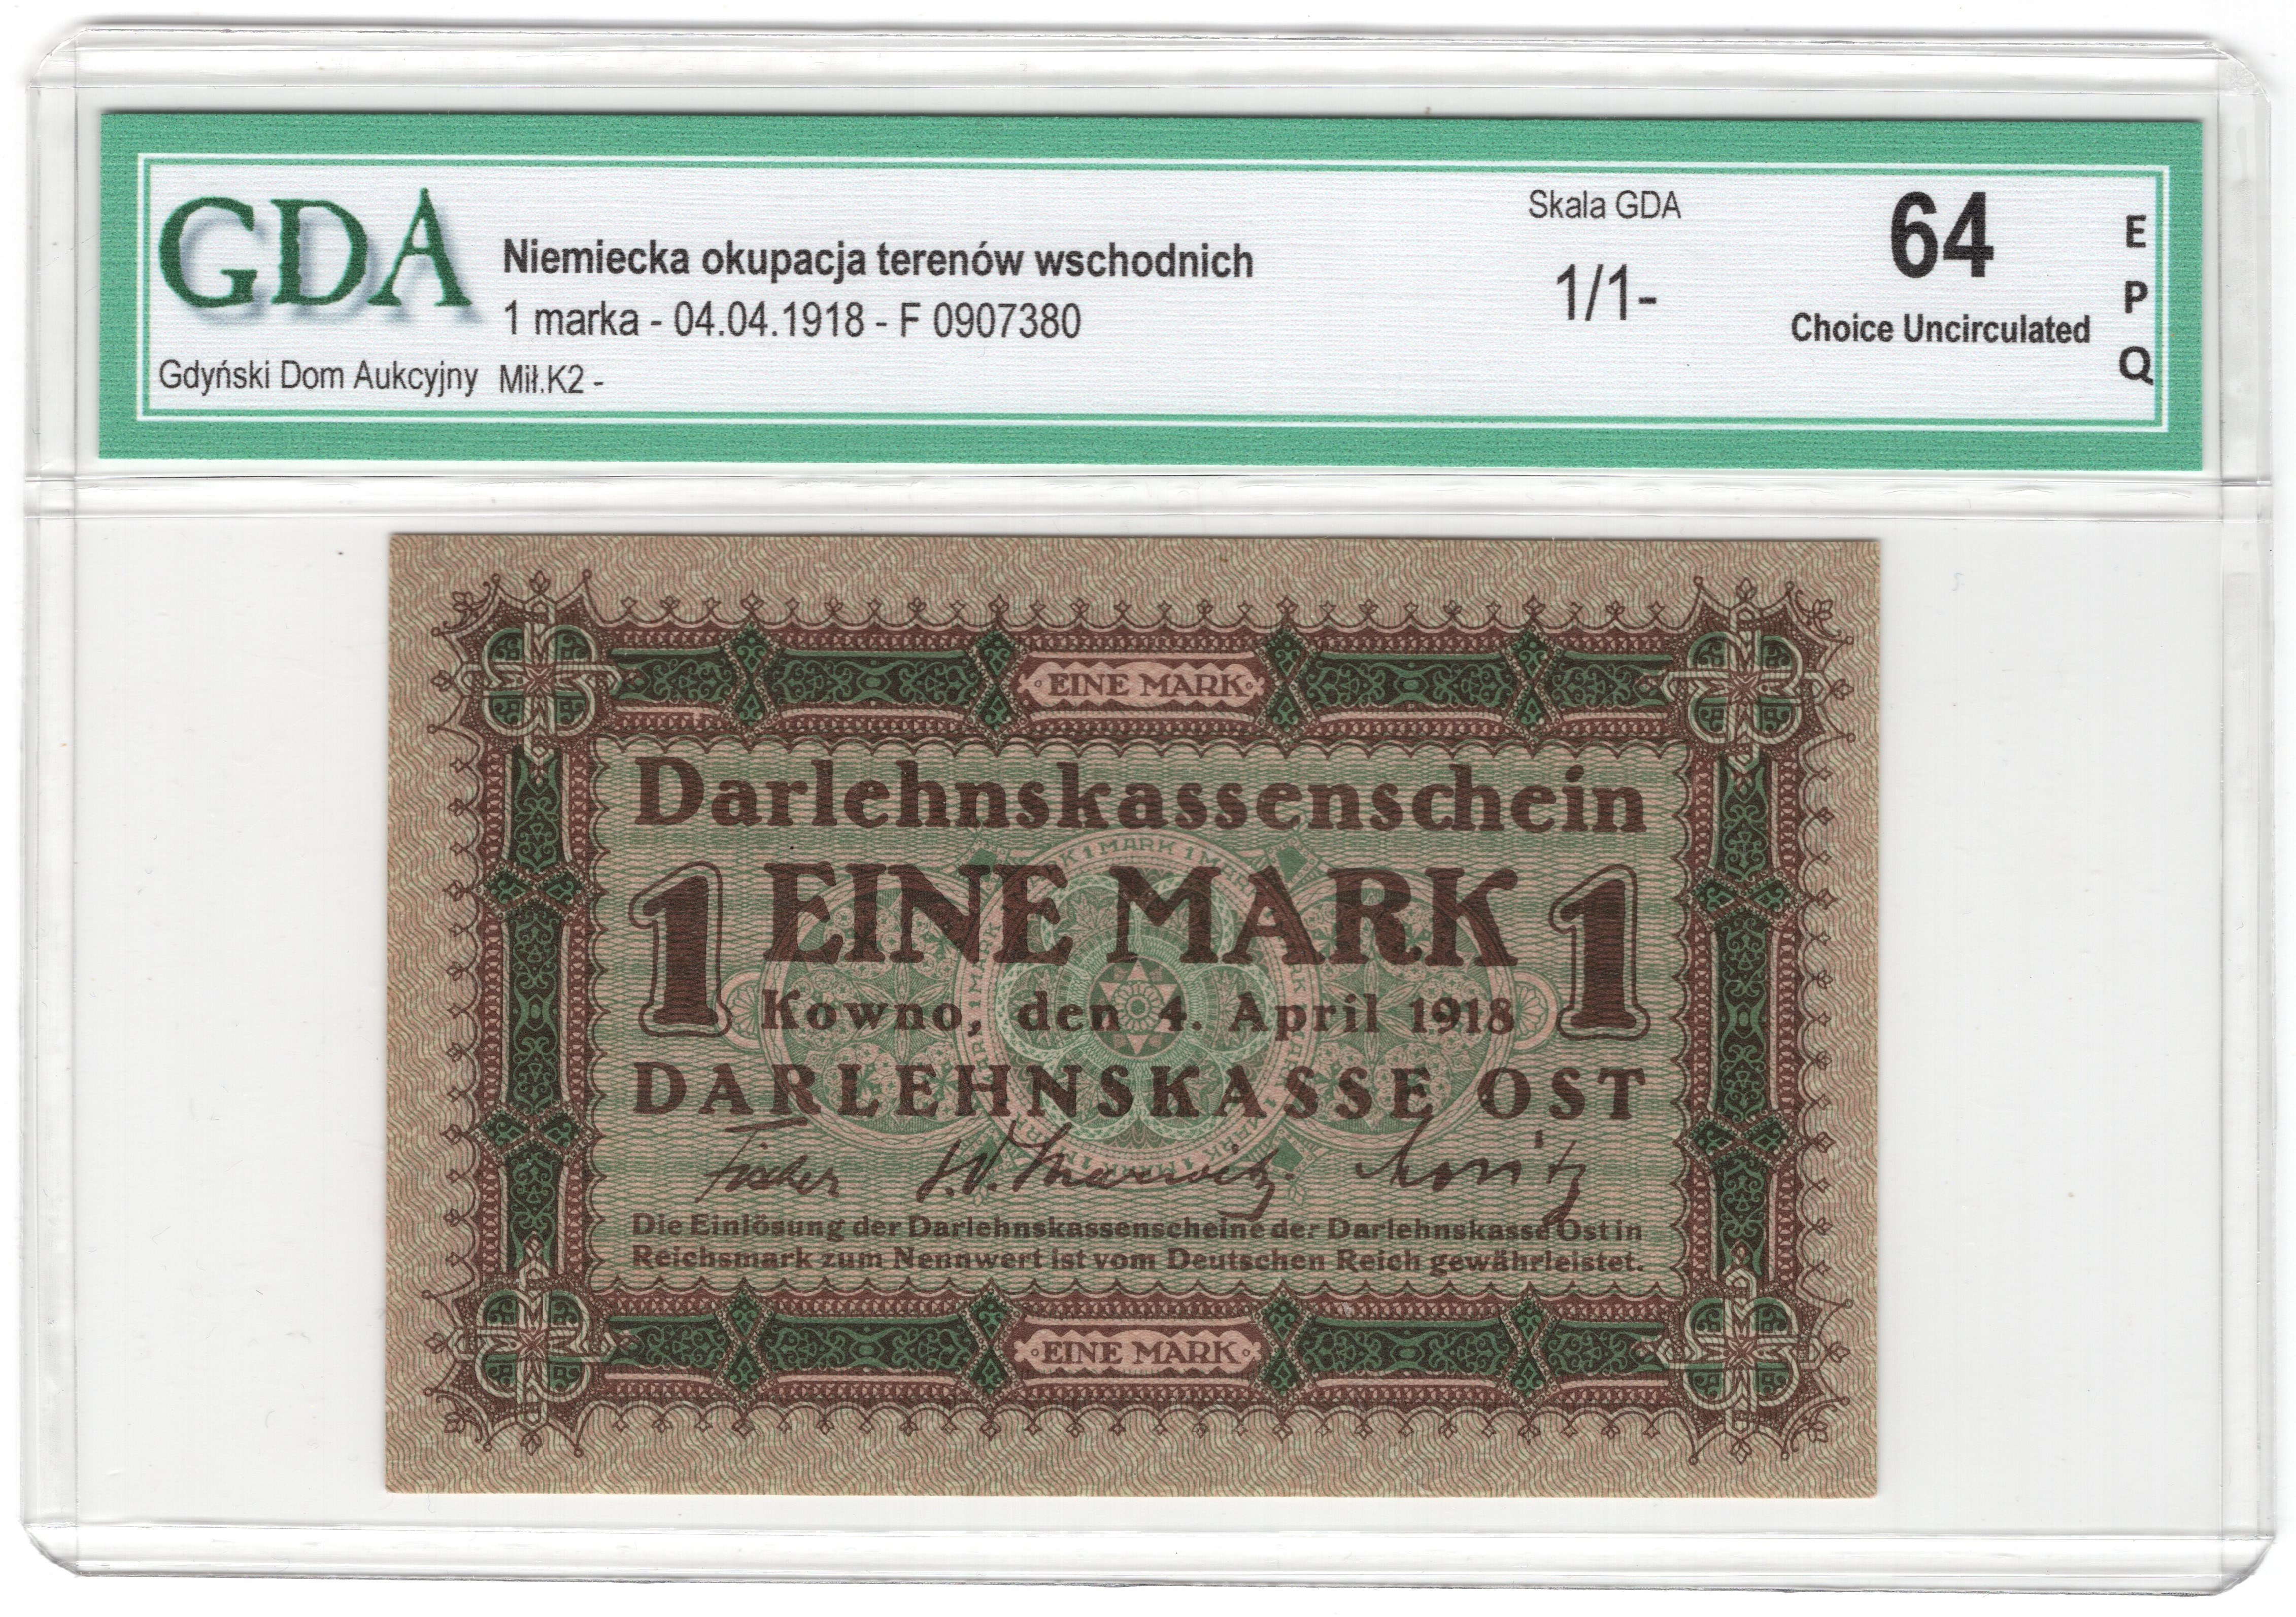 GDA
Gdyński Dom Aukcyjny
Niemiecka okupacja terenów wschodnich
1 marka - 04.04.1918 - F 0907380
Mił.K2 -
Skala GDA
1/1-
64
Choice Uncirculated
E
P
Q
EINE MARK
Darlehnskassenschein
1 EINE MARK 1
Kowno, den 4. April 1918
DARLEHNSKASSE OST
Fischer
Die Einlösung der Darlehnskassenscheine der Darlehnskasse Ost in
Reichsmark zum Nennwert ist vom Deutschen Reich gewährleistet.
EINE MARK